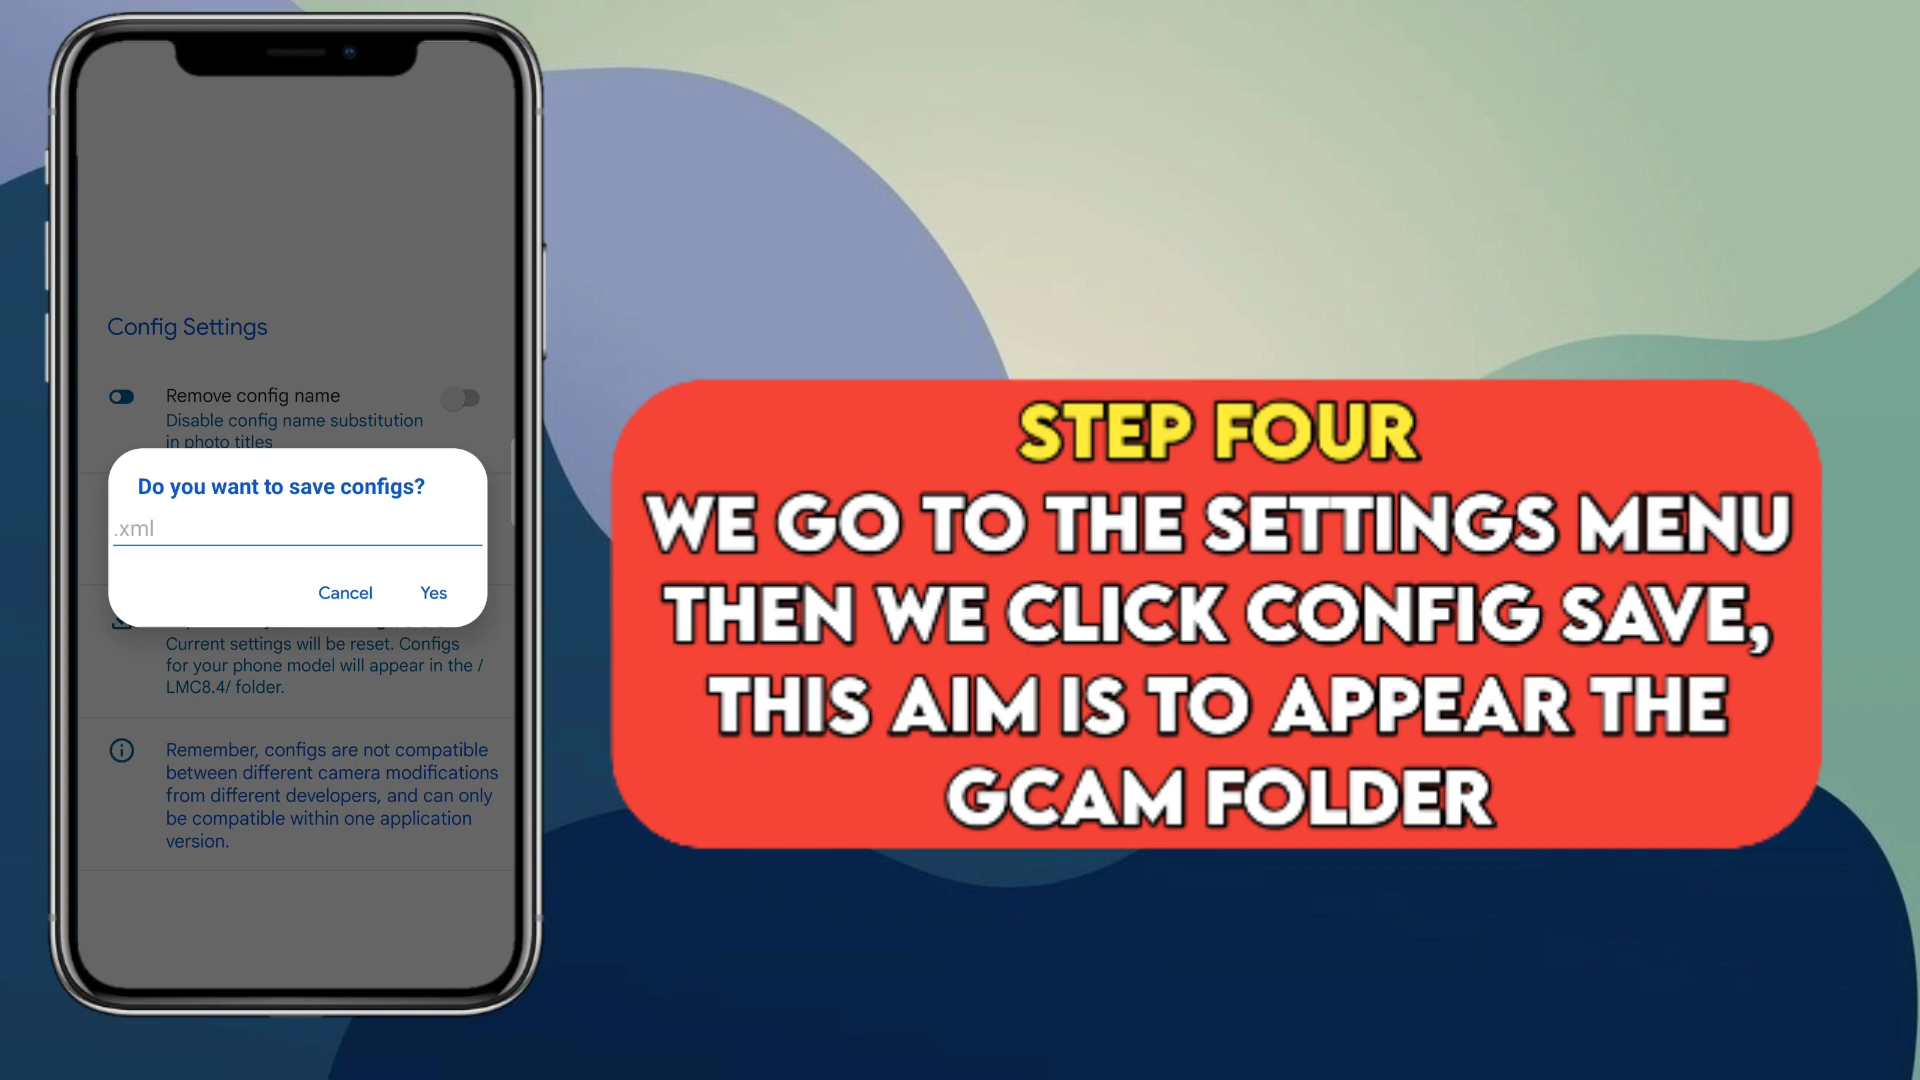 Config Settings
Remove config name
Disable config name substitution
in photo titles
Do you want to save configs?
.xml
Cancel Yes
Current settings will be reset. Configs
for your phone model will appear in the /
LMC8.4/ folder.
Remember, configs are not compatible
between different camera modifications
from different developers, and can only
be compatible within one application
version.
STEP FOUR
WE GO TO THE SETTINGS MENU
THEN WE CLICK CONFIG SAVE,
THIS AIM IS TO APPEAR THE
GCAM FOLDER